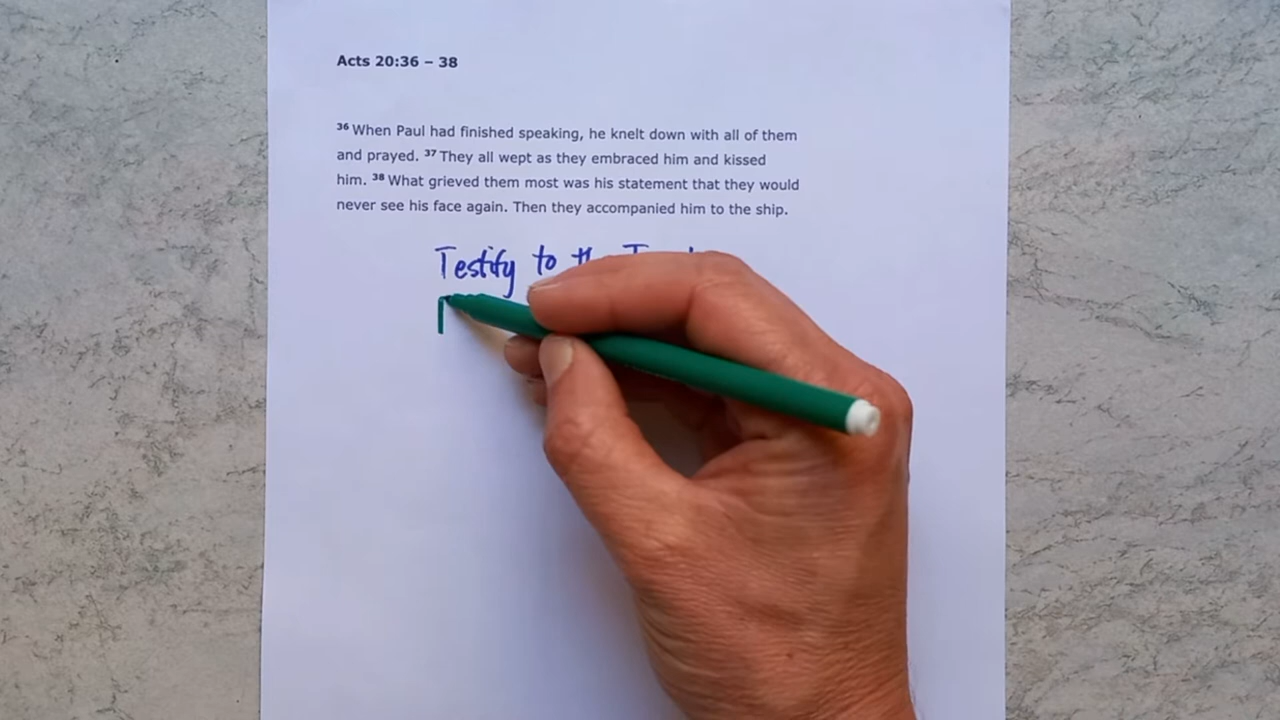 Acts 20:36 – 38
³⁶ When Paul had finished speaking, he knelt down with all of them
and prayed. ³⁷ They all wept as they embraced him and kissed
him. ³⁸ What grieved them most was his statement that they would
never see his face again. Then they accompanied him to the ship.
Testify to